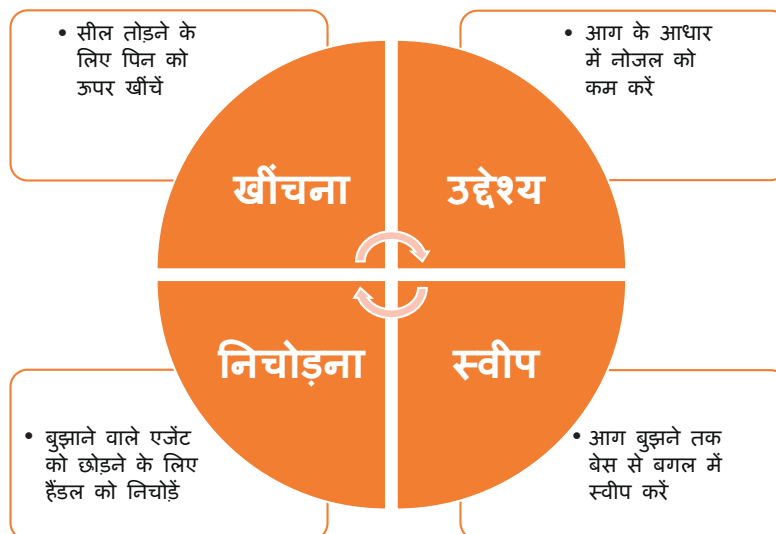 • सील तोड़ने के
लिए पिन को
ऊपर खींचें
• आग के आधार
में नोजल को
कम करें
खींचना
उद्देश्य
निचोड़ना
स्वीप
• बुझाने वाले एजेंट
को छोड़ने के लिए
हैंडल को निचोड़ें
• आग बुझने तक
बेस से बगल में
स्वीप करें